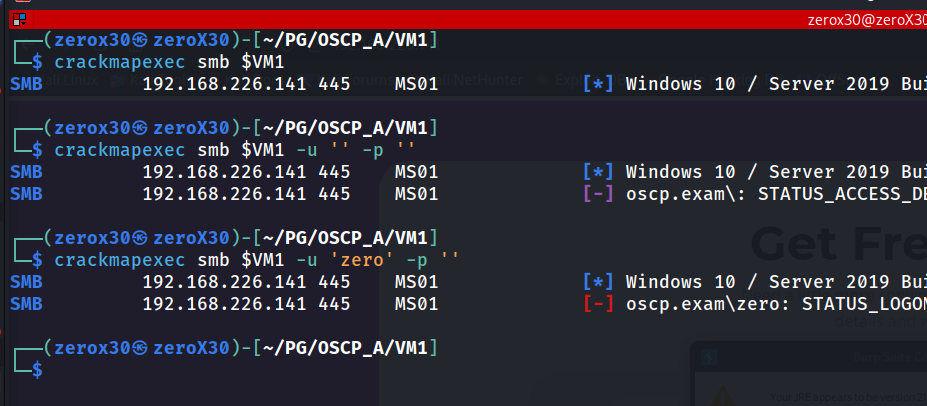 zerox30@zeroX30
┌──(zerox30㉿zeroX30)-[~/PG/OSCP_A/VM1]
└─$ crackmapexec smb $VM1
SMB 192.168.226.141 445 MS01 [*] Windows 10 / Server 2019 Bui
┌──(zerox30㉿zeroX30)-[~/PG/OSCP_A/VM1]
└─$ crackmapexec smb $VM1 -u '' -p ''
SMB 192.168.226.141 445 MS01 [*] Windows 10 / Server 2019 Bui
SMB 192.168.226.141 445 MS01 [-] oscp.exam\: STATUS_ACCESS_DE
┌──(zerox30㉿zeroX30)-[~/PG/OSCP_A/VM1]
└─$ crackmapexec smb $VM1 -u 'zero' -p ''
SMB 192.168.226.141 445 MS01 [*] Windows 10 / Server 2019 Bui
SMB 192.168.226.141 445 MS01 [-] oscp.exam\zero: STATUS_LOGON
┌──(zerox30㉿zeroX30)-[~/PG/OSCP_A/VM1]
└─$
Get Fre